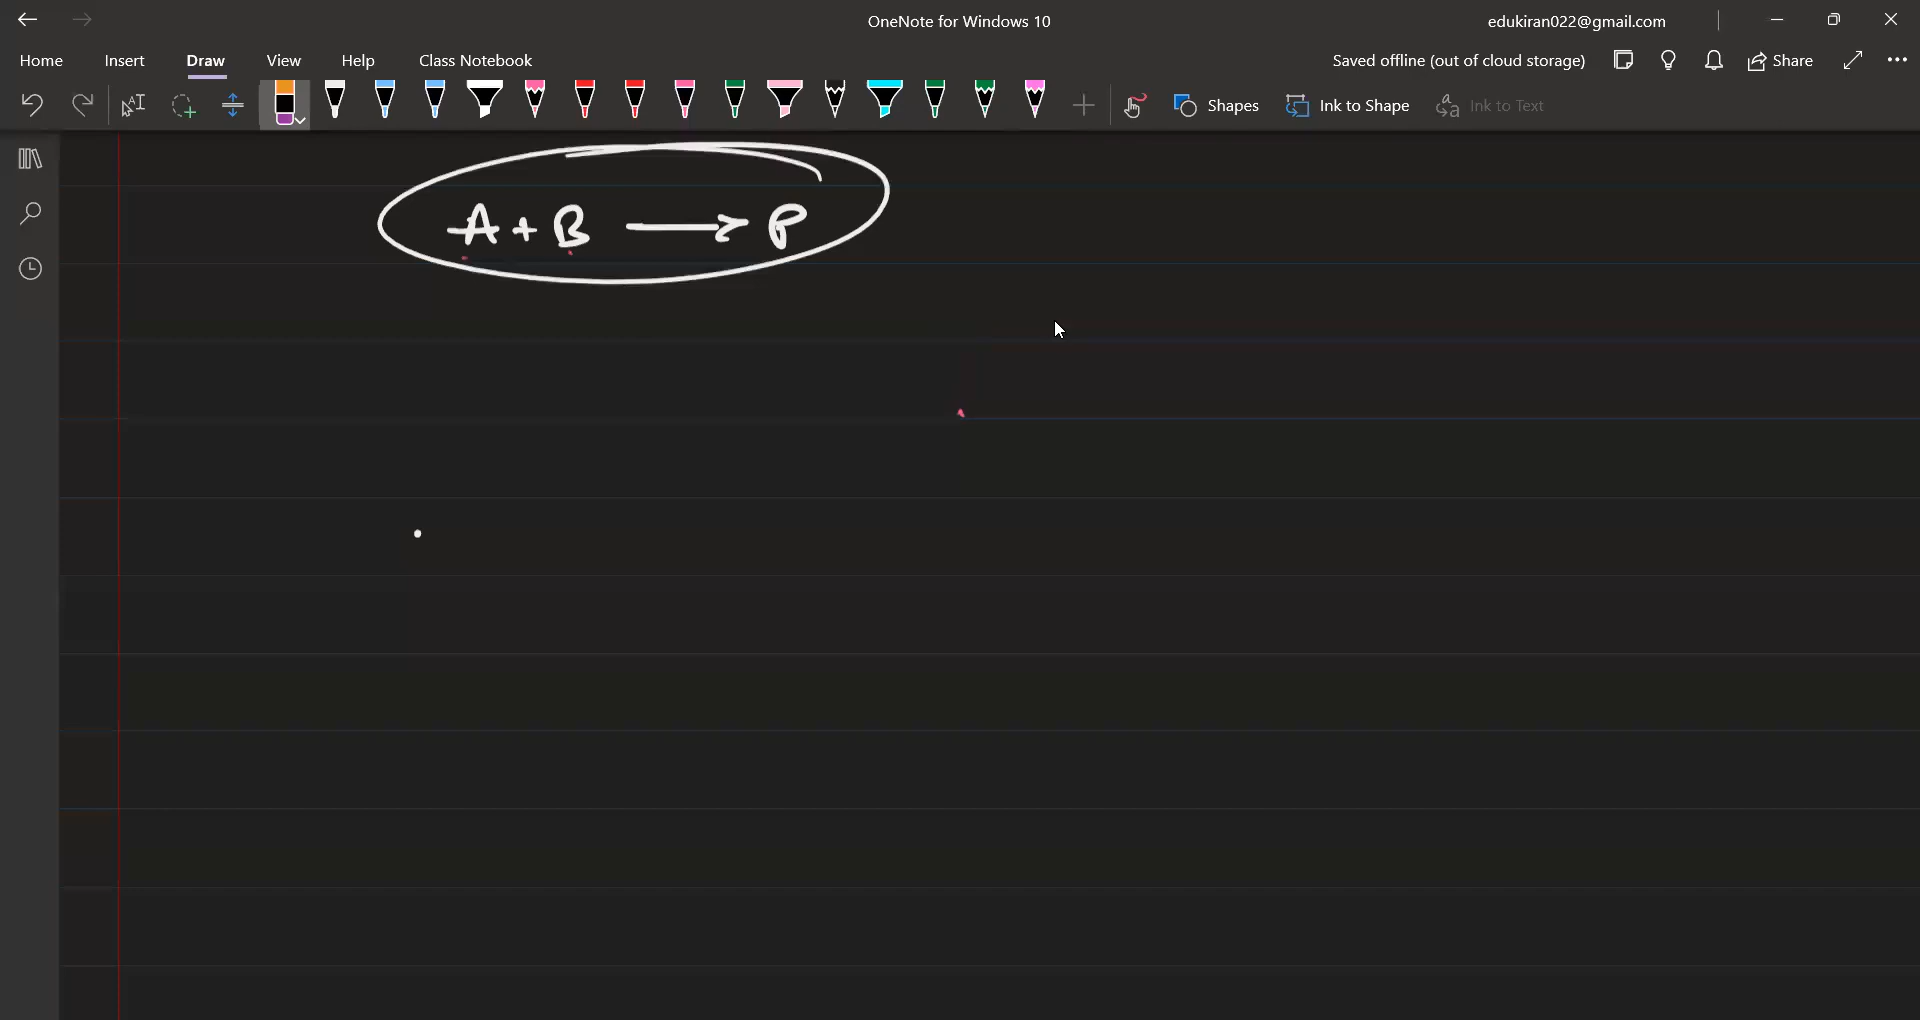 OneNote for Windows 10
edukiran022@gmail.com
Home Insert Draw View Help Class Notebook
Saved offline (out of cloud storage) Share
Shapes Ink to Shape Ink to Text
A + B → P